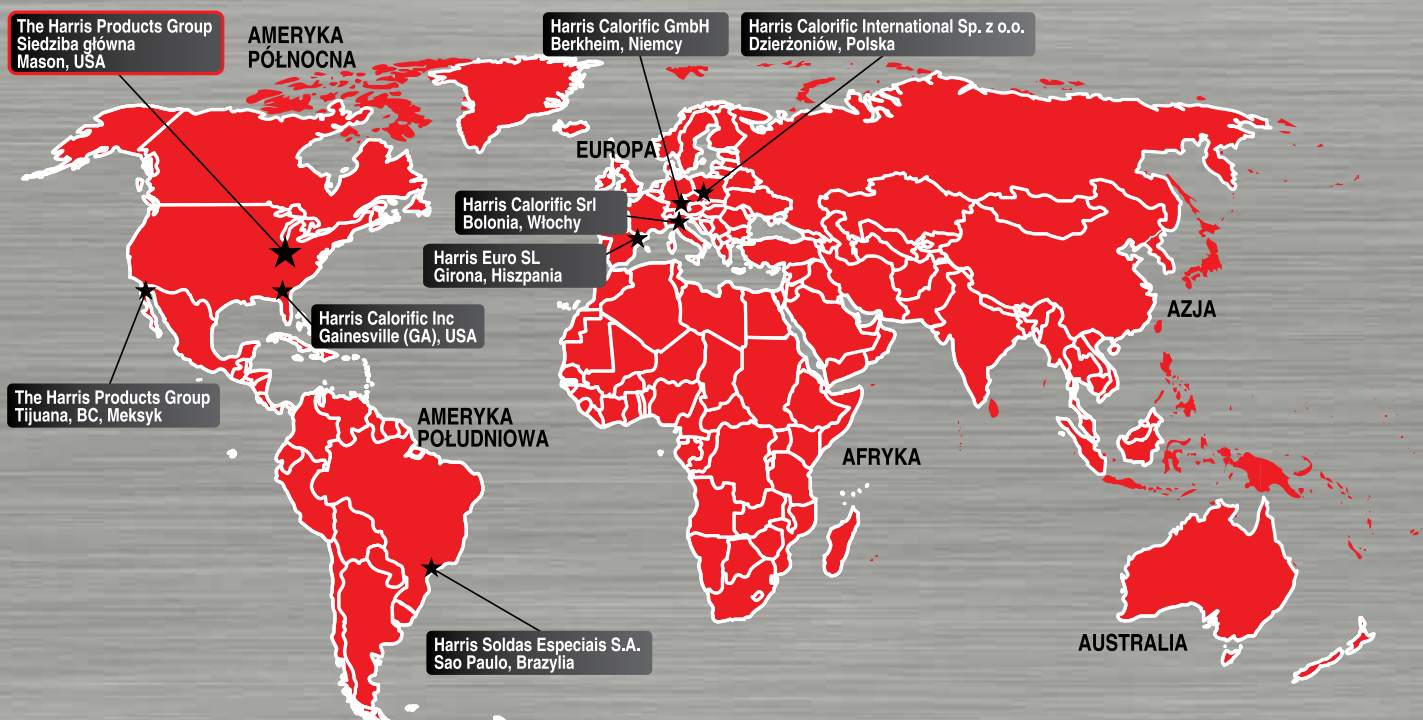 The Harris Products Group
Siedziba główna
Mason, USA
AMERYKA
PÓŁNOCNA
Harris Calorific GmbH
Berkheim, Niemcy
Harris Calorific International Sp. z o.o.
Dzierżoniów, Polska
EUROPA
Harris Calorific Srl
Bolonia, Włochy
Harris Euro SL
Girona, Hiszpania
AZJA
Harris Calorific Inc
Gainesville (GA), USA
The Harris Products Group
Tijuana, BC, Meksyk
AMERYKA
POŁUDNIOWA
AFRYKA
Harris Soldas Especiais S.A.
Sao Paulo, Brazylia
AUSTRALIA